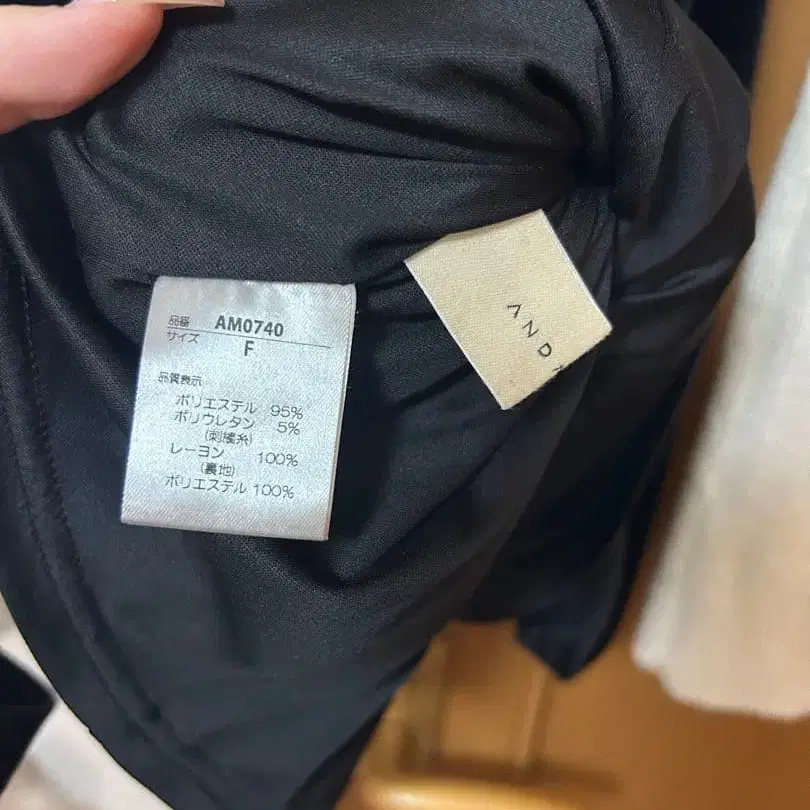 品番 AM0740
サイズ F
品質表示
ポリエステル 95%
ポリウレタン 5%
(刺繍糸)
レーヨン 100%
(裏地)
ポリエステル 100%
AND